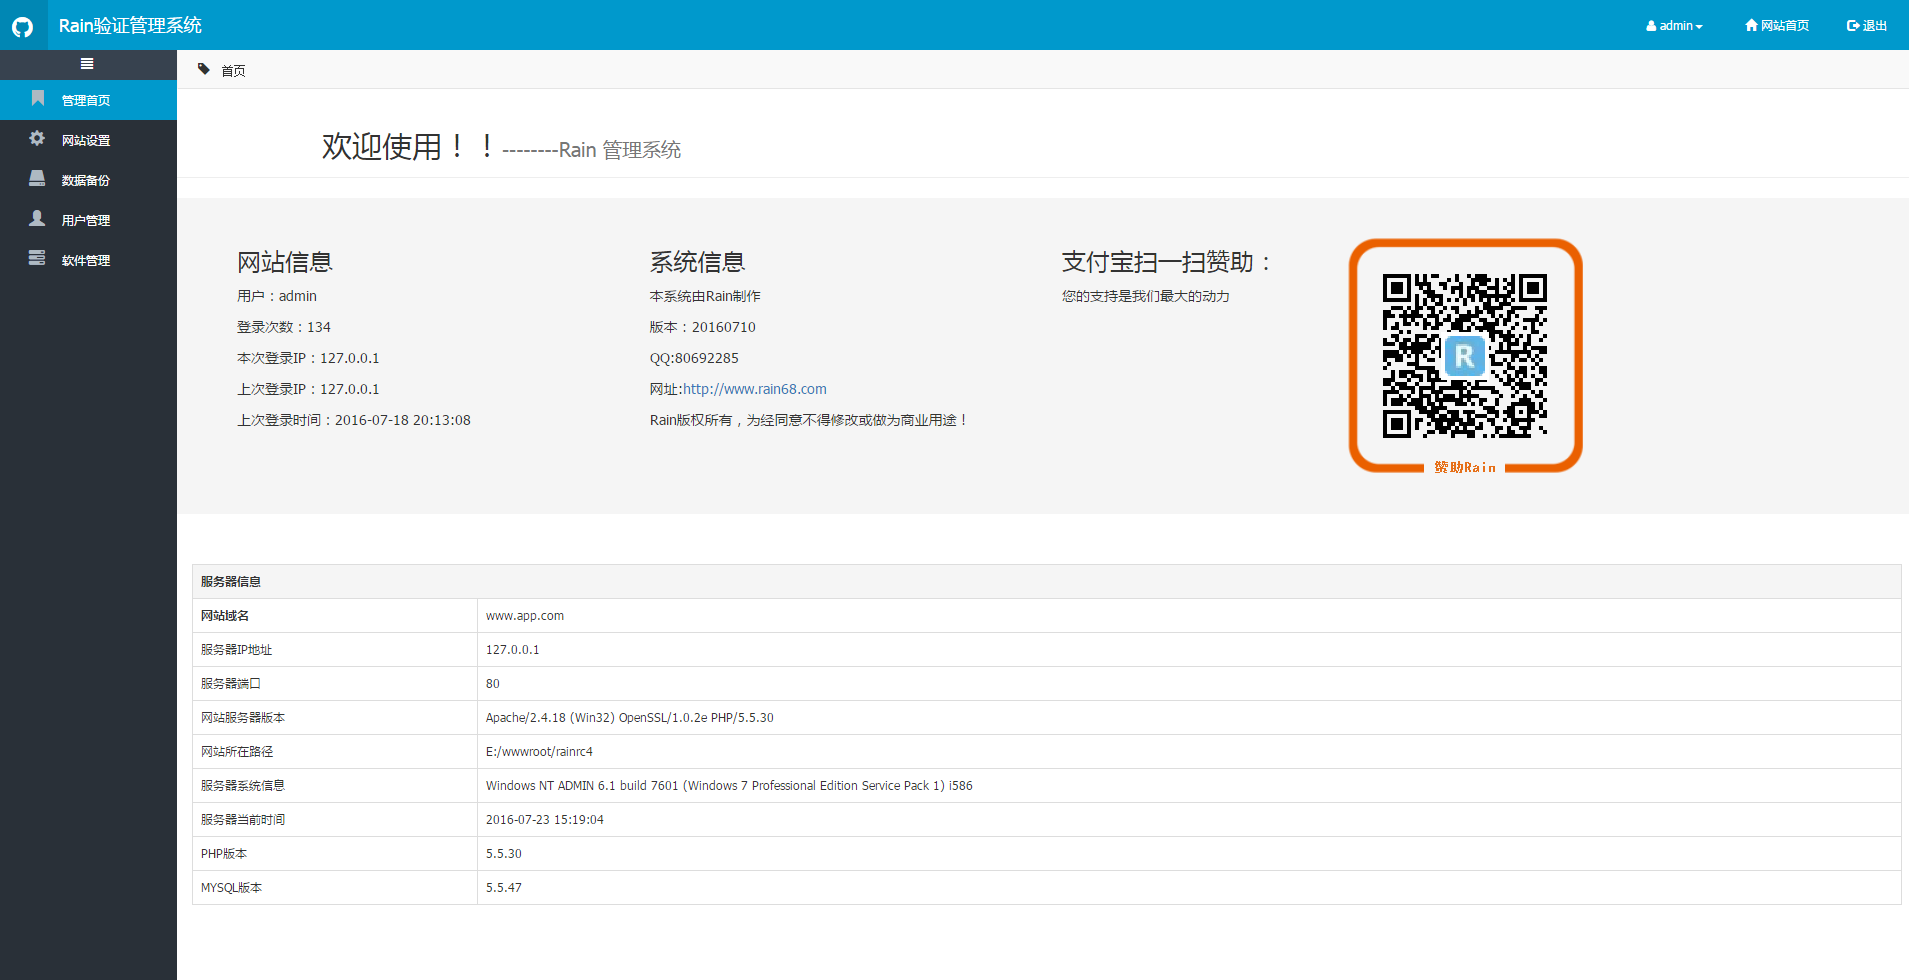 Rain验证管理系统
admin
网站首页
退出
管理首页
网站设置
数据备份
用户管理
软件管理
首页
欢迎使用！！--------Rain 管理系统
网站信息
用户：admin
登录次数：134
本次登录IP：127.0.0.1
上次登录IP：127.0.0.1
上次登录时间：2016-07-18 20:13:08
系统信息
本系统由Rain制作
版本：20160710
QQ:80692285
网址:http://www.rain68.com
Rain版权所有，为经同意不得修改或做为商业用途！
支付宝扫一扫赞助：
您的支持是我们最大的动力
R
赞助Rain
服务器信息
网站域名 www.app.com
服务器IP地址 127.0.0.1
服务器端口 80
网站服务器版本 Apache/2.4.18 (Win32) OpenSSL/1.0.2e PHP/5.5.30
网站所在路径 E:/wwwroot/rainrc4
服务器系统信息 Windows NT ADMIN 6.1 build 7601 (Windows 7 Professional Edition Service Pack 1) i586
服务器当前时间 2016-07-23 15:19:04
PHP版本 5.5.30
MYSQL版本 5.5.47